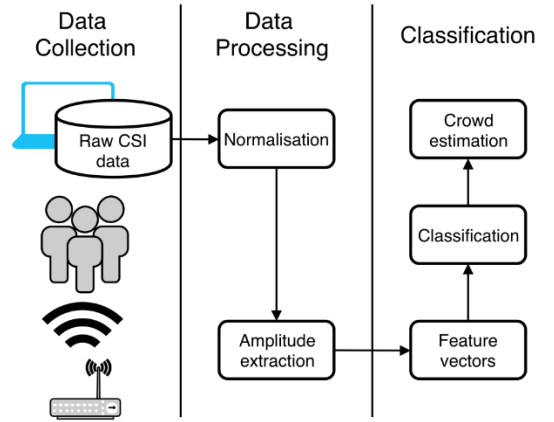 Data
Collection
Data
Processing
Classification
Raw CSI
data
Normalisation
Amplitude
extraction
Crowd
estimation
Classification
Feature
vectors